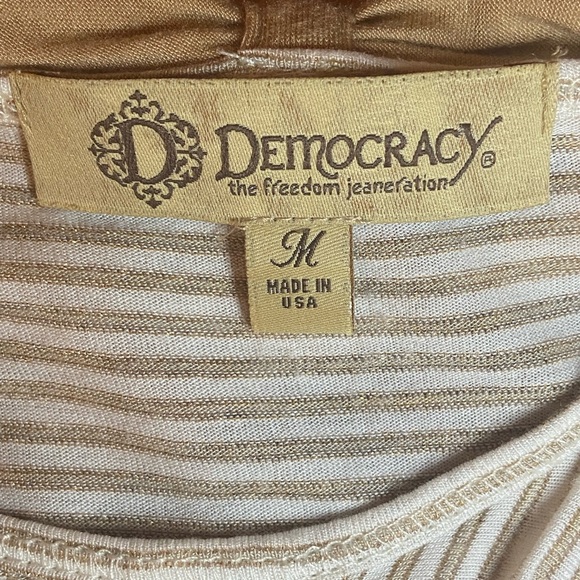 D DEMOCRACY®
the freedom jeaneration
M
MADE IN
USA